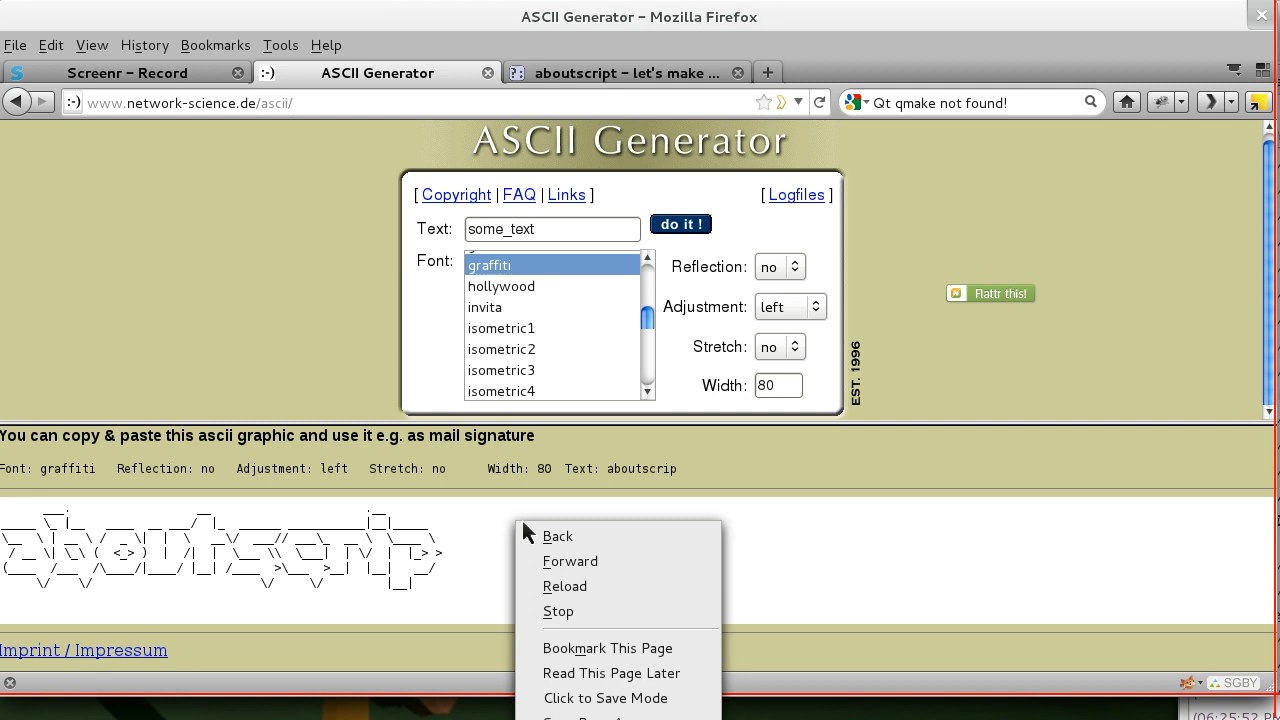 ASCII Generator - Mozilla Firefox
File Edit View History Bookmarks Tools Help
Screenr - Record
ASCII Generator
aboutscript - let's make ...
www.network-science.de/ascii/
Qt qmake not found!
ASCII Generator
[ Copyright | FAQ | Links ]
[ Logfiles ]
Text: some_text do it !
Font:
graffiti
hollywood
invita
isometric1
isometric2
isometric3
isometric4
Reflection: no
Adjustment: left
Stretch: no
Width: 80
EST. 1996
Flattr this!
You can copy & paste this ascii graphic and use it e.g. as mail signature
Font: graffiti Reflection: no Adjustment: left Stretch: no Width: 80 Text: aboutscrip
aboutscrip
Back
Forward
Reload
Stop
Bookmark This Page
Read This Page Later
Click to Save Mode
Imprint / Impressum
SGBY